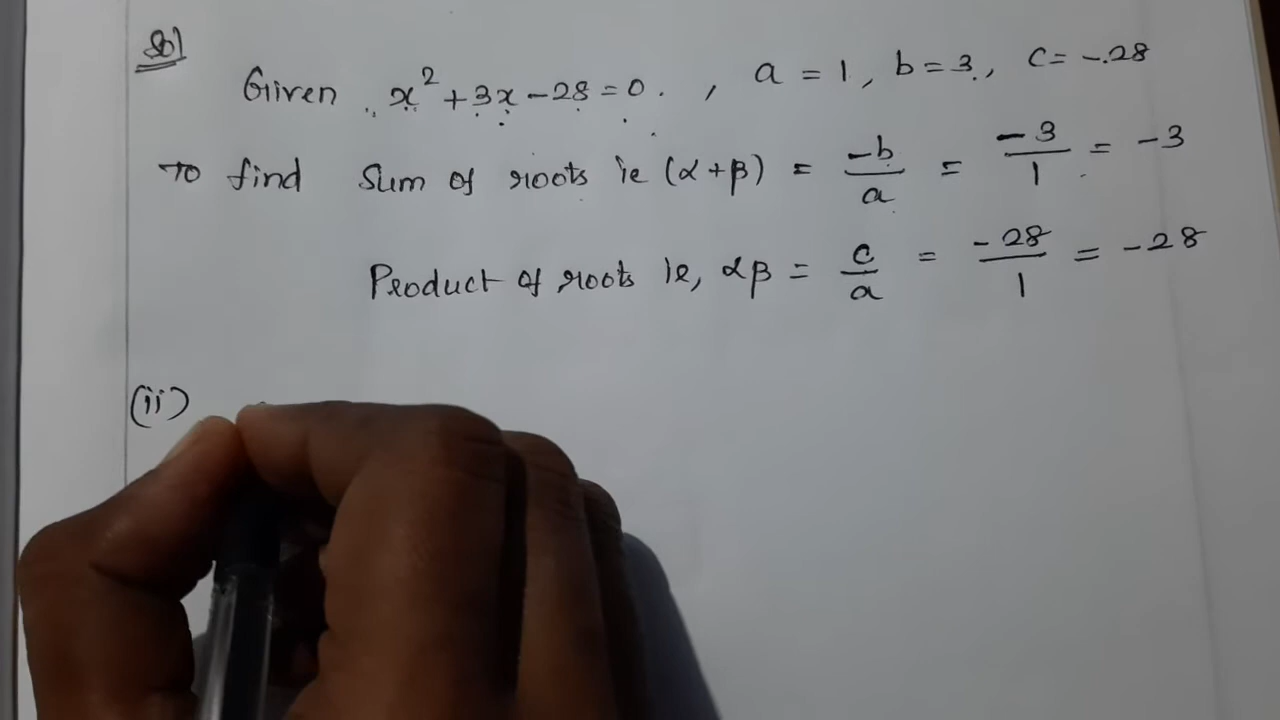 Sol
Given x² + 3x - 28 = 0. , a = 1, b = 3, c = -28
To find Sum of roots ie (α+β) = -b/a = -3/1 = -3
Product of roots ie, αβ = c/a = -28/1 = -28
(ii)